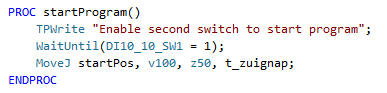 PROC startProgram()
    TPWrite "Enable second switch to start program";
    WaitUntil(DI10_10_SW1 = 1);
    MoveJ startPos, v100, z50, t_zuignap;
ENDPROC